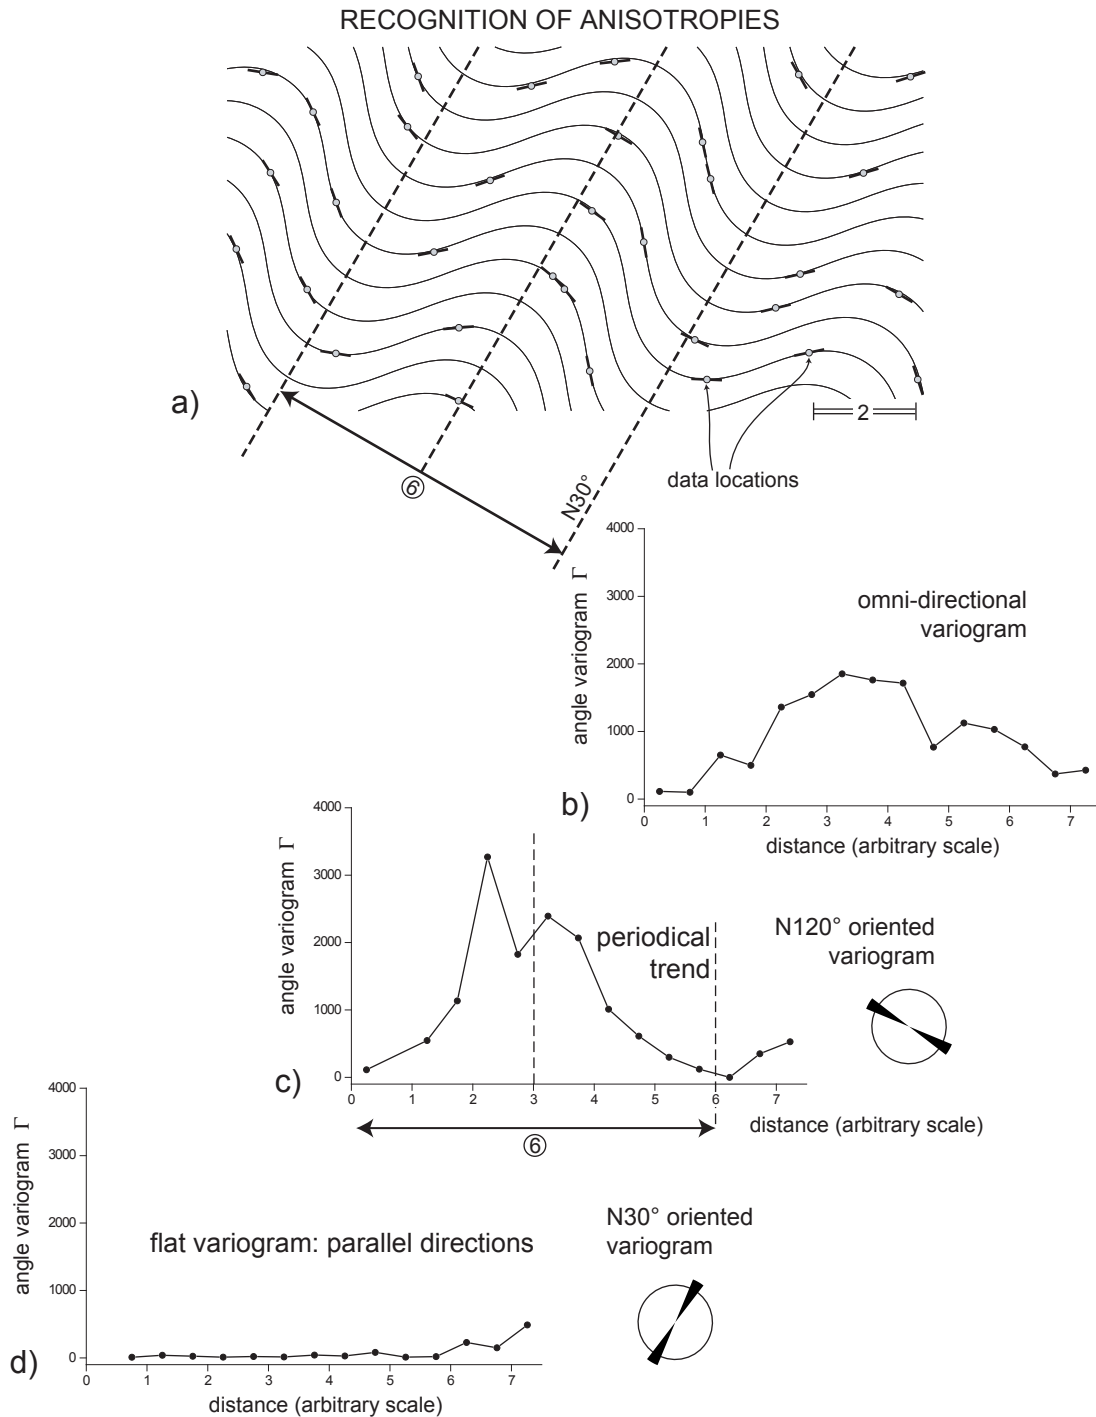 RECOGNITION OF ANISOTROPIES
a)
2
data locations
6
N30°
4000
3000
2000
1000
0
angle variogram Γ
omni-directional
variogram
b)
0 1 2 3 4 5 6 7
distance (arbitrary scale)
4000
3000
2000
1000
0
angle variogram Γ
periodical
trend
N120° oriented
variogram
c)
0 1 2 3 4 5 6 7
distance (arbitrary scale)
6
4000
3000
2000
1000
0
angle variogram Γ
flat variogram: parallel directions
N30° oriented
variogram
d)
0 1 2 3 4 5 6 7
distance (arbitrary scale)